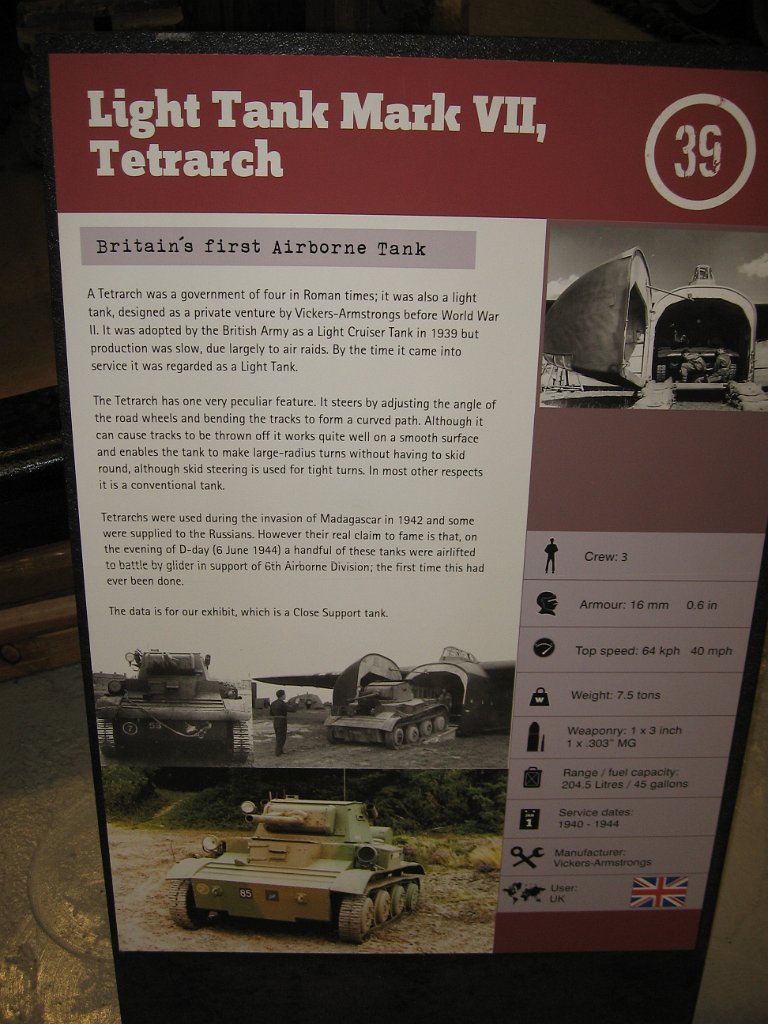 Light Tank Mark VII,
Tetrarch
39
Britain's first Airborne Tank
A Tetrarch was a government of four in Roman times; it was also a light
tank, designed as a private venture by Vickers-Armstrongs before World War
II. It was adopted by the British Army as a Light Cruiser Tank in 1939 but
production was slow, due largely to air raids. By the time it came into
service it was regarded as a Light Tank.
The Tetrarch has one very peculiar feature. It steers by adjusting the angle of
the road wheels and bending the tracks to form a curved path. Although it
can cause tracks to be thrown off it works quite well on a smooth surface
and enables the tank to make large-radius turns without having to skid
round, although skid steering is used for tight turns. In most other respects
it is a conventional tank.
Tetrarchs were used during the invasion of Madagascar in 1942 and some
were supplied to the Russians. However their real claim to fame is that, on
the evening of D-day (6 June 1944) a handful of these tanks were airlifted
to battle by glider in support of 6th Airborne Division; the first time this had
ever been done.
The data is for our exhibit, which is a Close Support tank.
7
53
85
Crew: 3
Armour: 16 mm 0.6 in
Top speed: 64 kph 40 mph
W
Weight: 7.5 tons
Weaponry: 1 x 3 inch
1 x .303" MG
Range / fuel capacity:
204.5 Litres / 45 gallons
1
Service dates:
1940 - 1944
Manufacturer:
Vickers-Armstrongs
User:
UK